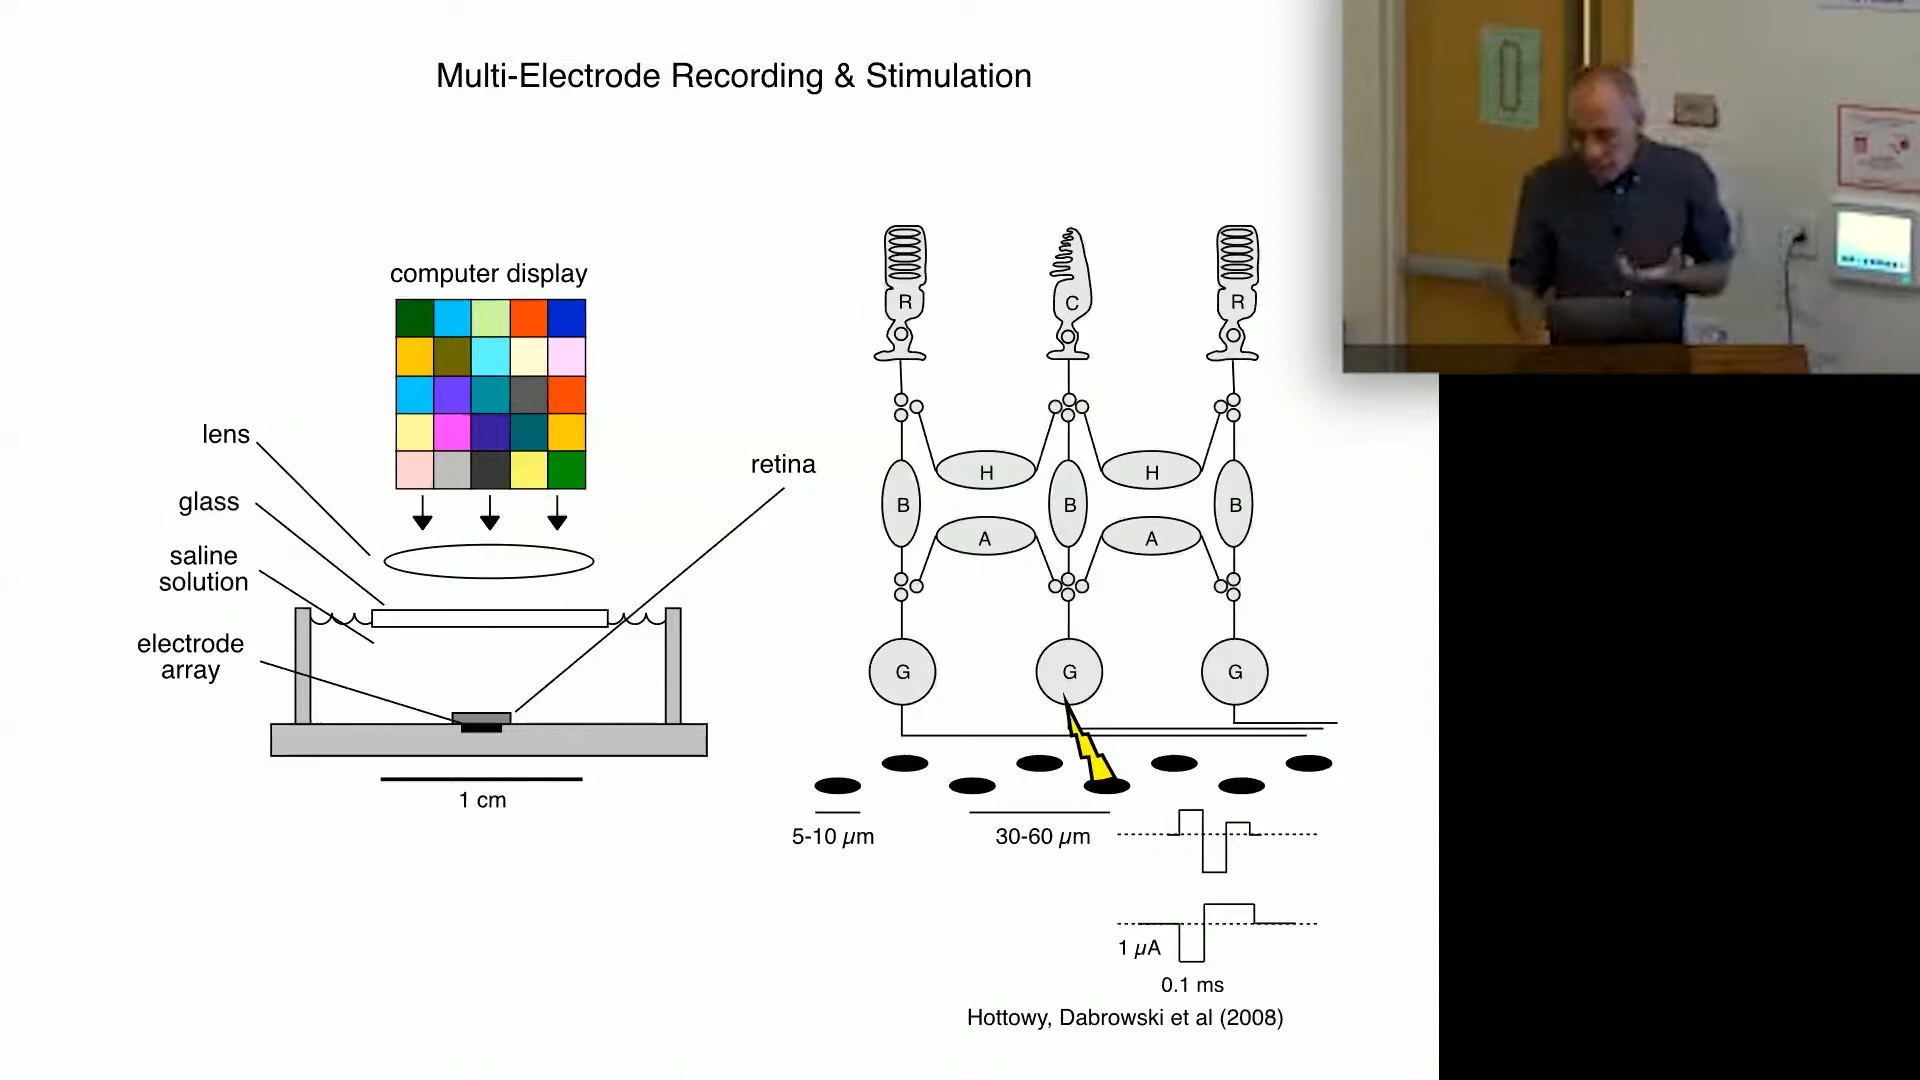 Multi-Electrode Recording & Stimulation
computer display
lens
glass
saline
solution
electrode
array
retina
1 cm
R
C
R
H
H
B
B
B
A
A
G
G
G
5-10 µm
30-60 µm
1 µA
0.1 ms
Hottowy, Dabrowski et al (2008)